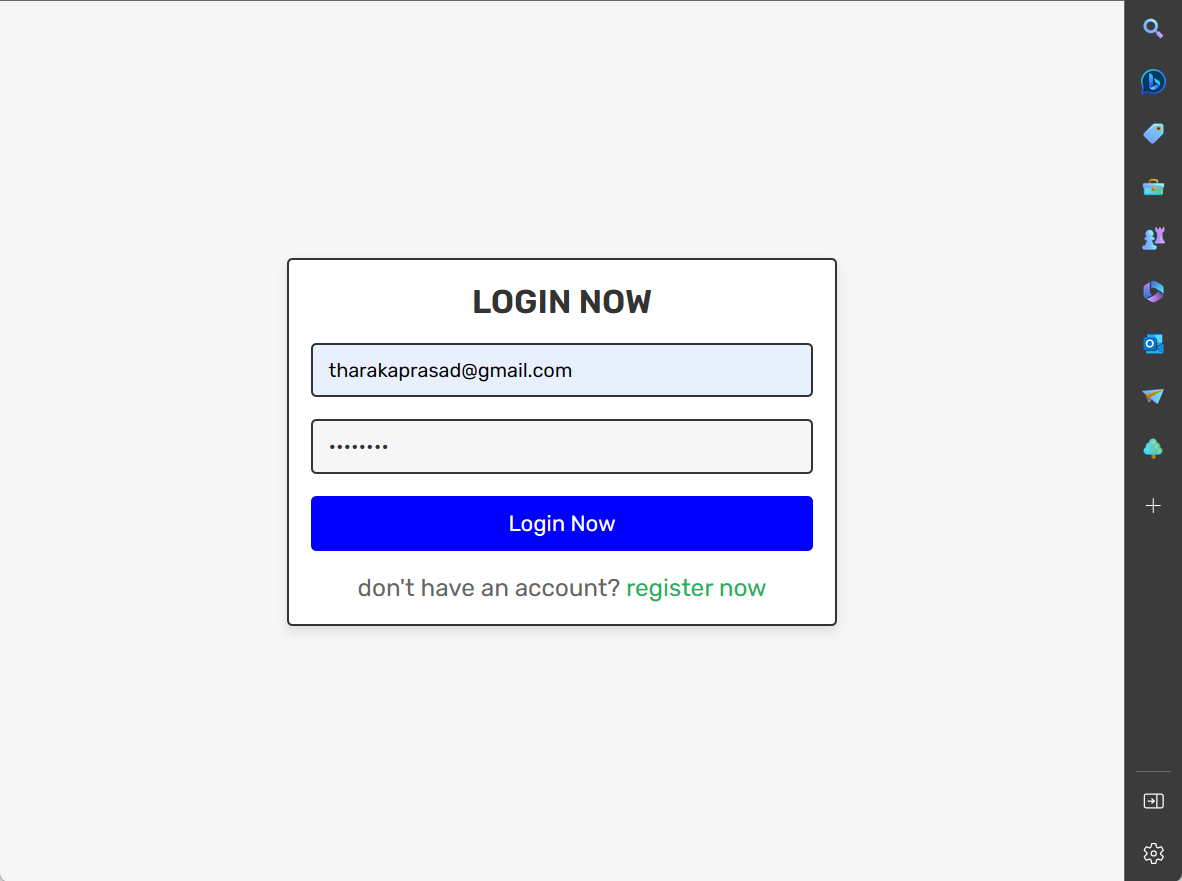 LOGIN NOW
tharakaprasad@gmail.com
••••••••
Login Now
don't have an account? register now